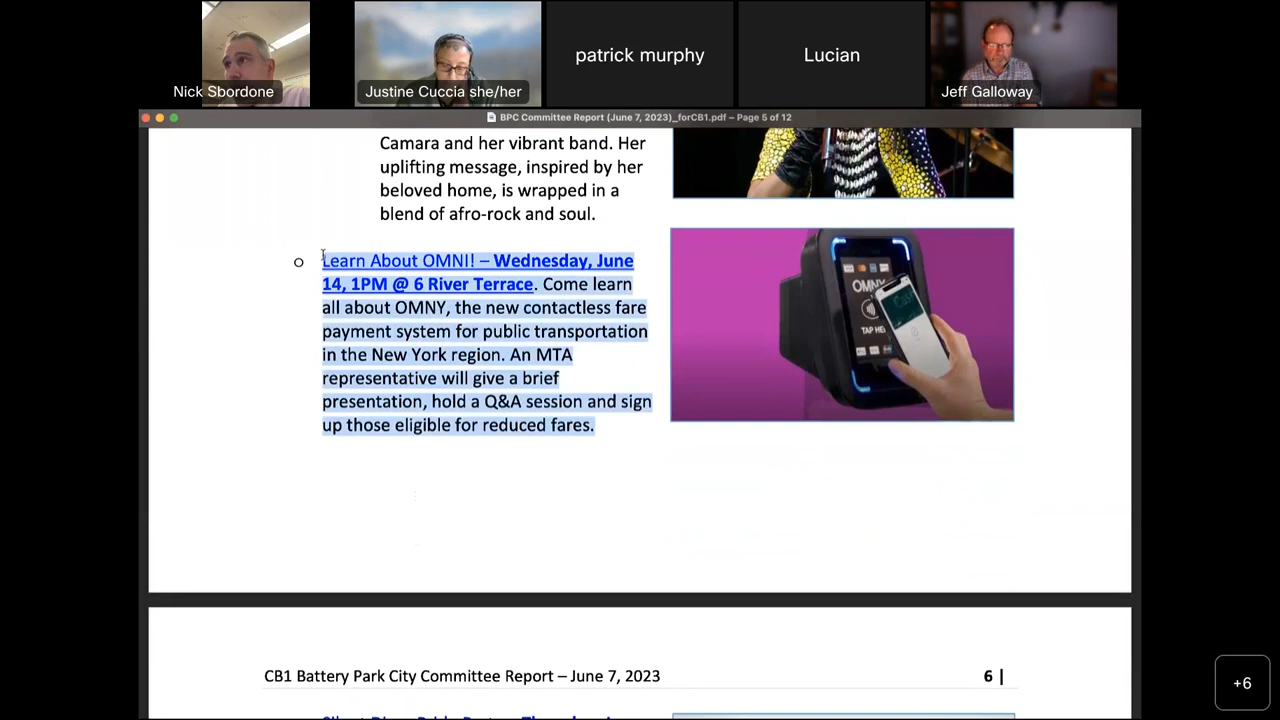 Nick Sbordone
Justine Cuccia she/her
patrick murphy
Lucian
Jeff Galloway
BPC Committee Report (June 7, 2023)_forCB1.pdf – Page 5 of 12
Camara and her vibrant band. Her
uplifting message, inspired by her
beloved home, is wrapped in a
blend of afro-rock and soul.
o Learn About OMNI! – Wednesday, June
14, 1PM @ 6 River Terrace. Come learn
all about OMNY, the new contactless fare
payment system for public transportation
in the New York region. An MTA
representative will give a brief
presentation, hold a Q&A session and sign
up those eligible for reduced fares.
OMNY
TAP HE
CB1 Battery Park City Committee Report – June 7, 2023
6 |
+6